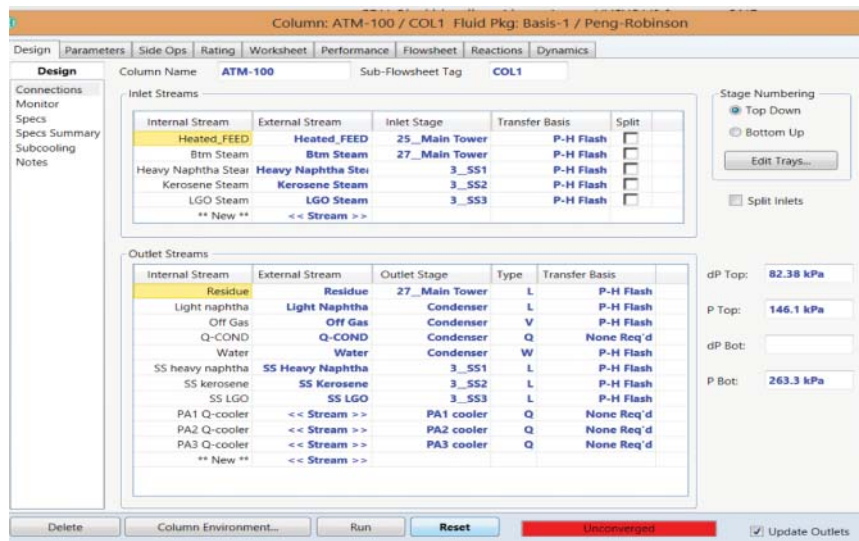 Column: ATM-100 / COL1 Fluid Pkg: Basis-1 / Peng-Robinson
Design Parameters Side Ops Rating Worksheet Performance Flowsheet Reactions Dynamics
Design
Connections
Monitor
Specs
Specs Summary
Subcooling
Notes
Column Name ATM-100 Sub-Flowsheet Tag COL1
Inlet Streams
Internal Stream External Stream Inlet Stage Transfer Basis Split
Heated_FEED Heated_FEED 25__Main Tower P-H Flash
Btm Steam Btm Steam 27__Main Tower P-H Flash
Heavy Naphtha Stear Heavy Naphtha Stea 3__SS1 P-H Flash
Kerosene Steam Kerosene Steam 3__SS2 P-H Flash
LGO Steam LGO Steam 3__SS3 P-H Flash
** New ** << Stream >>
Stage Numbering
Top Down
Bottom Up
Edit Trays...
Split Inlets
Outlet Streams
Internal Stream External Stream Outlet Stage Type Transfer Basis
Residue Residue 27__Main Tower L P-H Flash
Light naphtha Light Naphtha Condenser L P-H Flash
Off Gas Off Gas Condenser V P-H Flash
Q-COND Q-COND Condenser Q None Req'd
Water Water Condenser W P-H Flash
SS heavy naphtha SS Heavy Naphtha 3__SS1 L P-H Flash
SS kerosene SS Kerosene 3__SS2 L P-H Flash
SS LGO SS LGO 3__SS3 L P-H Flash
PA1 Q-cooler << Stream >> PA1 cooler Q None Req'd
PA2 Q-cooler << Stream >> PA2 cooler Q None Req'd
PA3 Q-cooler << Stream >> PA3 cooler Q None Req'd
** New ** << Stream >>
dP Top: 82.38 kPa
P Top: 146.1 kPa
dP Bot:
P Bot: 263.3 kPa
Delete Column Environment... Run Reset Unconverged Update Outlets